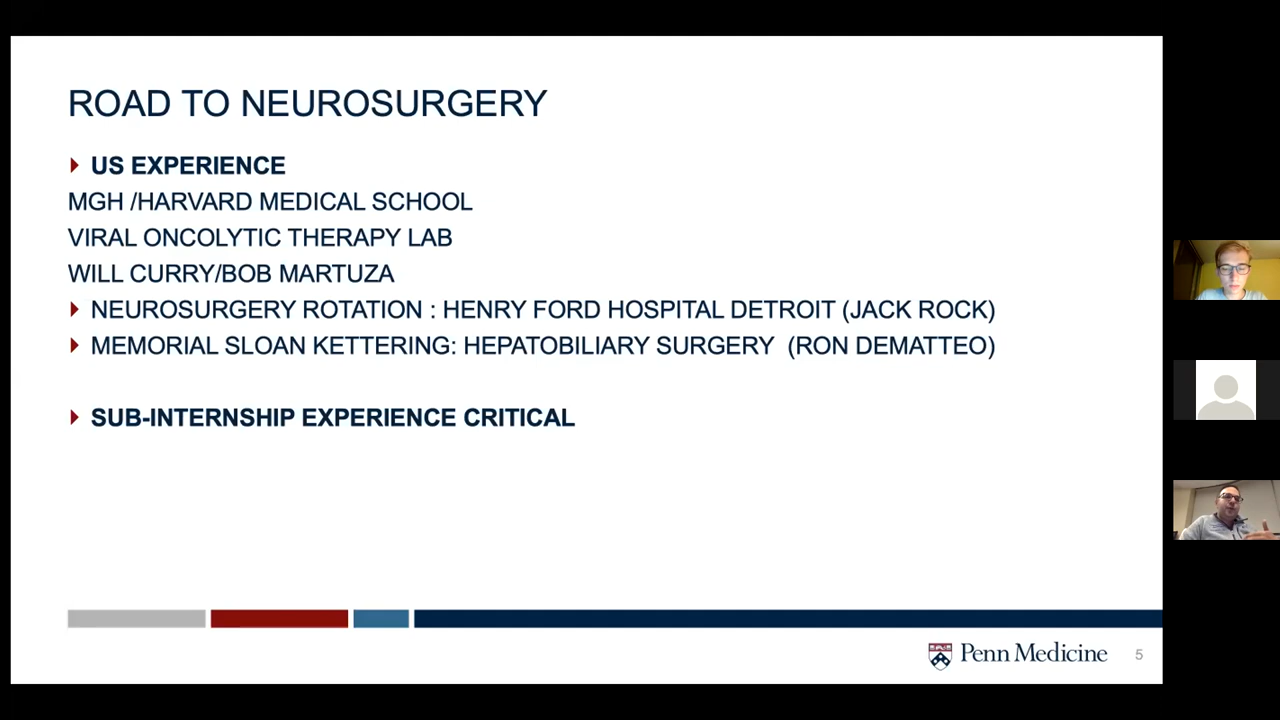 ROAD TO NEUROSURGERY
US EXPERIENCE
MGH /HARVARD MEDICAL SCHOOL
VIRAL ONCOLYTIC THERAPY LAB
WILL CURRY/BOB MARTUZA
NEUROSURGERY ROTATION : HENRY FORD HOSPITAL DETROIT (JACK ROCK)
MEMORIAL SLOAN KETTERING: HEPATOBILIARY SURGERY (RON DEMATTEO)
SUB-INTERNSHIP EXPERIENCE CRITICAL
Penn Medicine 5